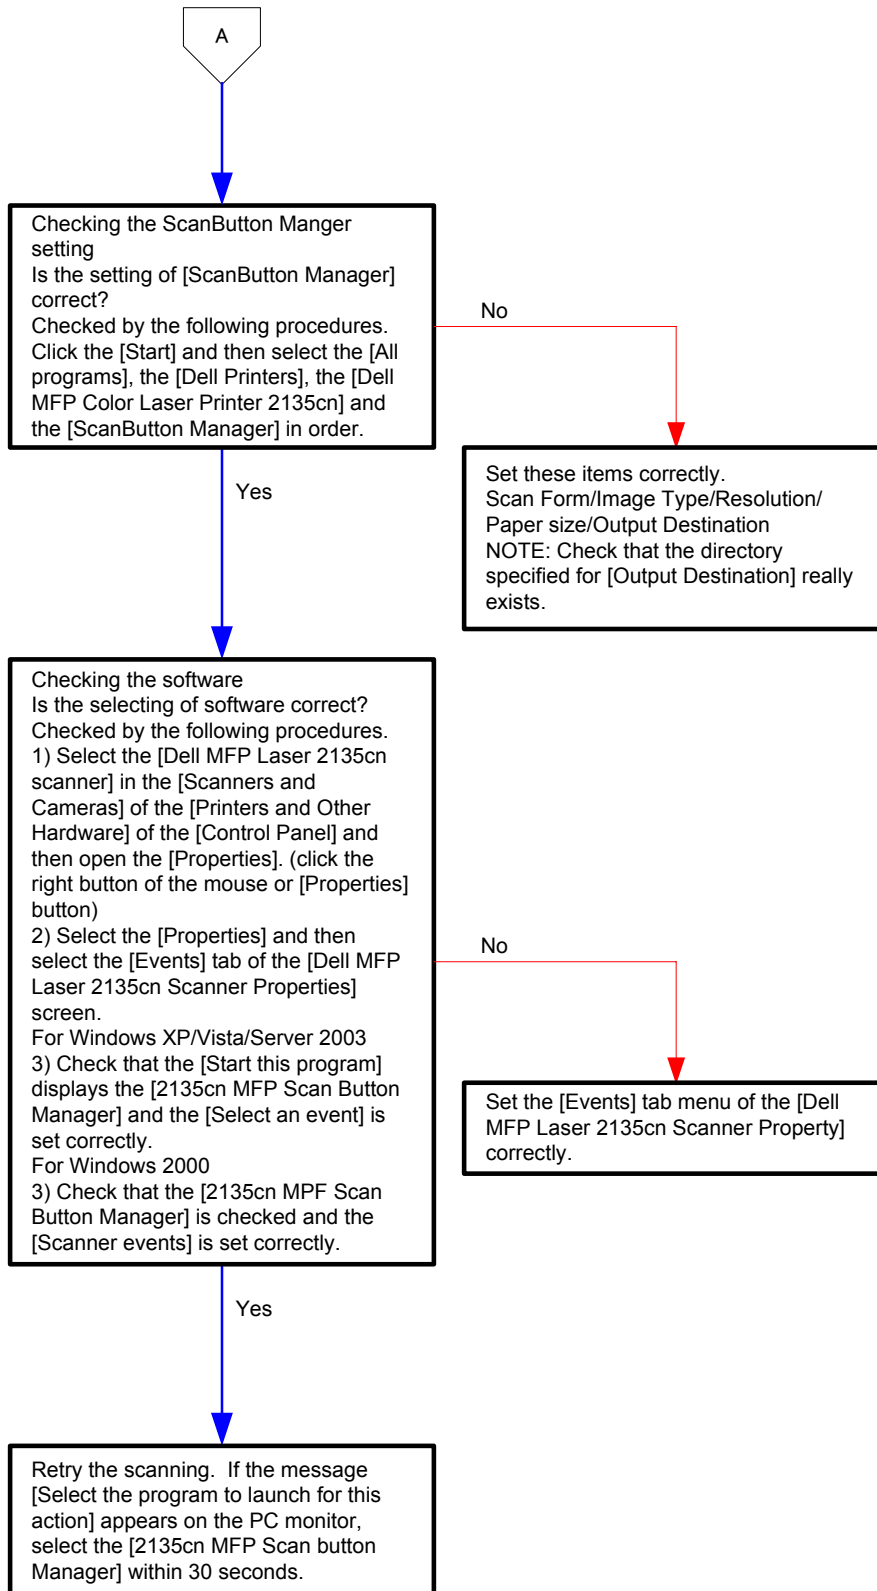 A
Checking the ScanButton Manger
setting
Is the setting of [ScanButton Manager]
correct?
Checked by the following procedures.
Click the [Start] and then select the [All
programs], the [Dell Printers], the [Dell
MFP Color Laser Printer 2135cn] and
the [ScanButton Manager] in order.
No
Set these items correctly.
Scan Form/Image Type/Resolution/
Paper size/Output Destination
NOTE: Check that the directory
specified for [Output Destination] really
exists.
Yes
Checking the software
Is the selecting of software correct?
Checked by the following procedures.
1) Select the [Dell MFP Laser 2135cn
scanner] in the [Scanners and
Cameras] of the [Printers and Other
Hardware] of the [Control Panel] and
then open the [Properties]. (click the
right button of the mouse or [Properties]
button)
2) Select the [Properties] and then
select the [Events] tab of the [Dell MFP
Laser 2135cn Scanner Properties]
screen.
For Windows XP/Vista/Server 2003
3) Check that the [Start this program]
displays the [2135cn MFP Scan Button
Manager] and the [Select an event] is
set correctly.
For Windows 2000
3) Check that the [2135cn MPF Scan
Button Manager] is checked and the
[Scanner events] is set correctly.
No
Set the [Events] tab menu of the [Dell
MFP Laser 2135cn Scanner Property]
correctly.
Yes
Retry the scanning.  If the message
[Select the program to launch for this
action] appears on the PC monitor,
select the [2135cn MFP Scan button
Manager] within 30 seconds.